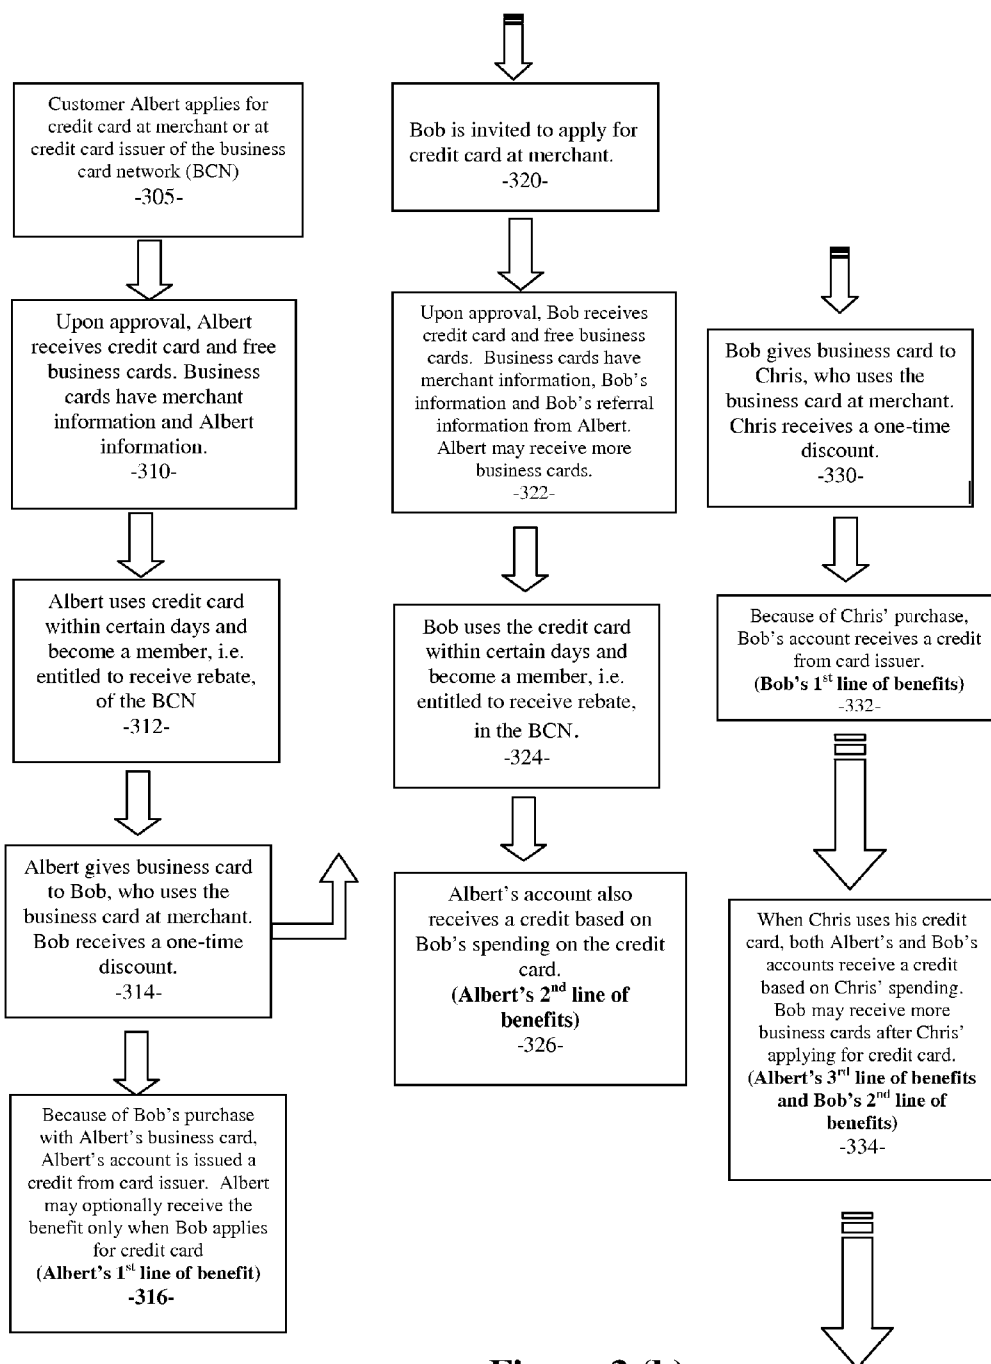 Customer Albert applies for
credit card at merchant or at
credit card issuer of the business
card network (BCN)
-305-
Upon approval, Albert
receives credit card and free
business cards. Business
cards have merchant
information and Albert
information.
-310-
Albert uses credit card
within certain days and
become a member, i.e.
entitled to receive rebate,
of the BCN
-312-
Albert gives business card
to Bob, who uses the
business card at merchant.
Bob receives a one-time
discount.
-314-
Because of Bob's purchase
with Albert's business card,
Albert's account is issued a
credit from card issuer. Albert
may optionally receive the
benefit only when Bob applies
for credit card
(Albert's 1st line of benefit)
-316-
Bob is invited to apply for
credit card at merchant.
-320-
Upon approval, Bob receives
credit card and free business
cards. Business cards have
merchant information, Bob's
information and Bob's referral
information from Albert.
Albert may receive more
business cards.
-322-
Bob uses the credit card
within certain days and
become a member, i.e.
entitled to receive rebate,
in the BCN.
-324-
Albert's account also
receives a credit based on
Bob's spending on the credit
card.
(Albert's 2nd line of
benefits)
-326-
Bob gives business card to
Chris, who uses the
business card at merchant.
Chris receives a one-time
discount.
-330-
Because of Chris' purchase,
Bob's account receives a credit
from card issuer.
(Bob's 1st line of benefits)
-332-
When Chris uses his credit
card, both Albert's and Bob's
accounts receive a credit
based on Chris' spending.
Bob may receive more
business cards after Chris'
applying for credit card.
(Albert's 3rd line of benefits
and Bob's 2nd line of
benefits)
-334-